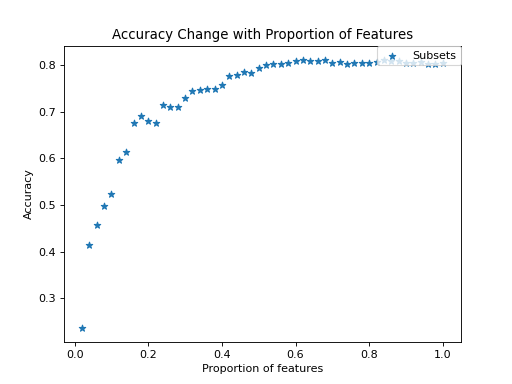 Accuracy Change with Proportion of Features
Subsets
0.8
0.7
0.6
0.5
0.4
0.3
Accuracy
0.0 0.2 0.4 0.6 0.8 1.0
Proportion of features